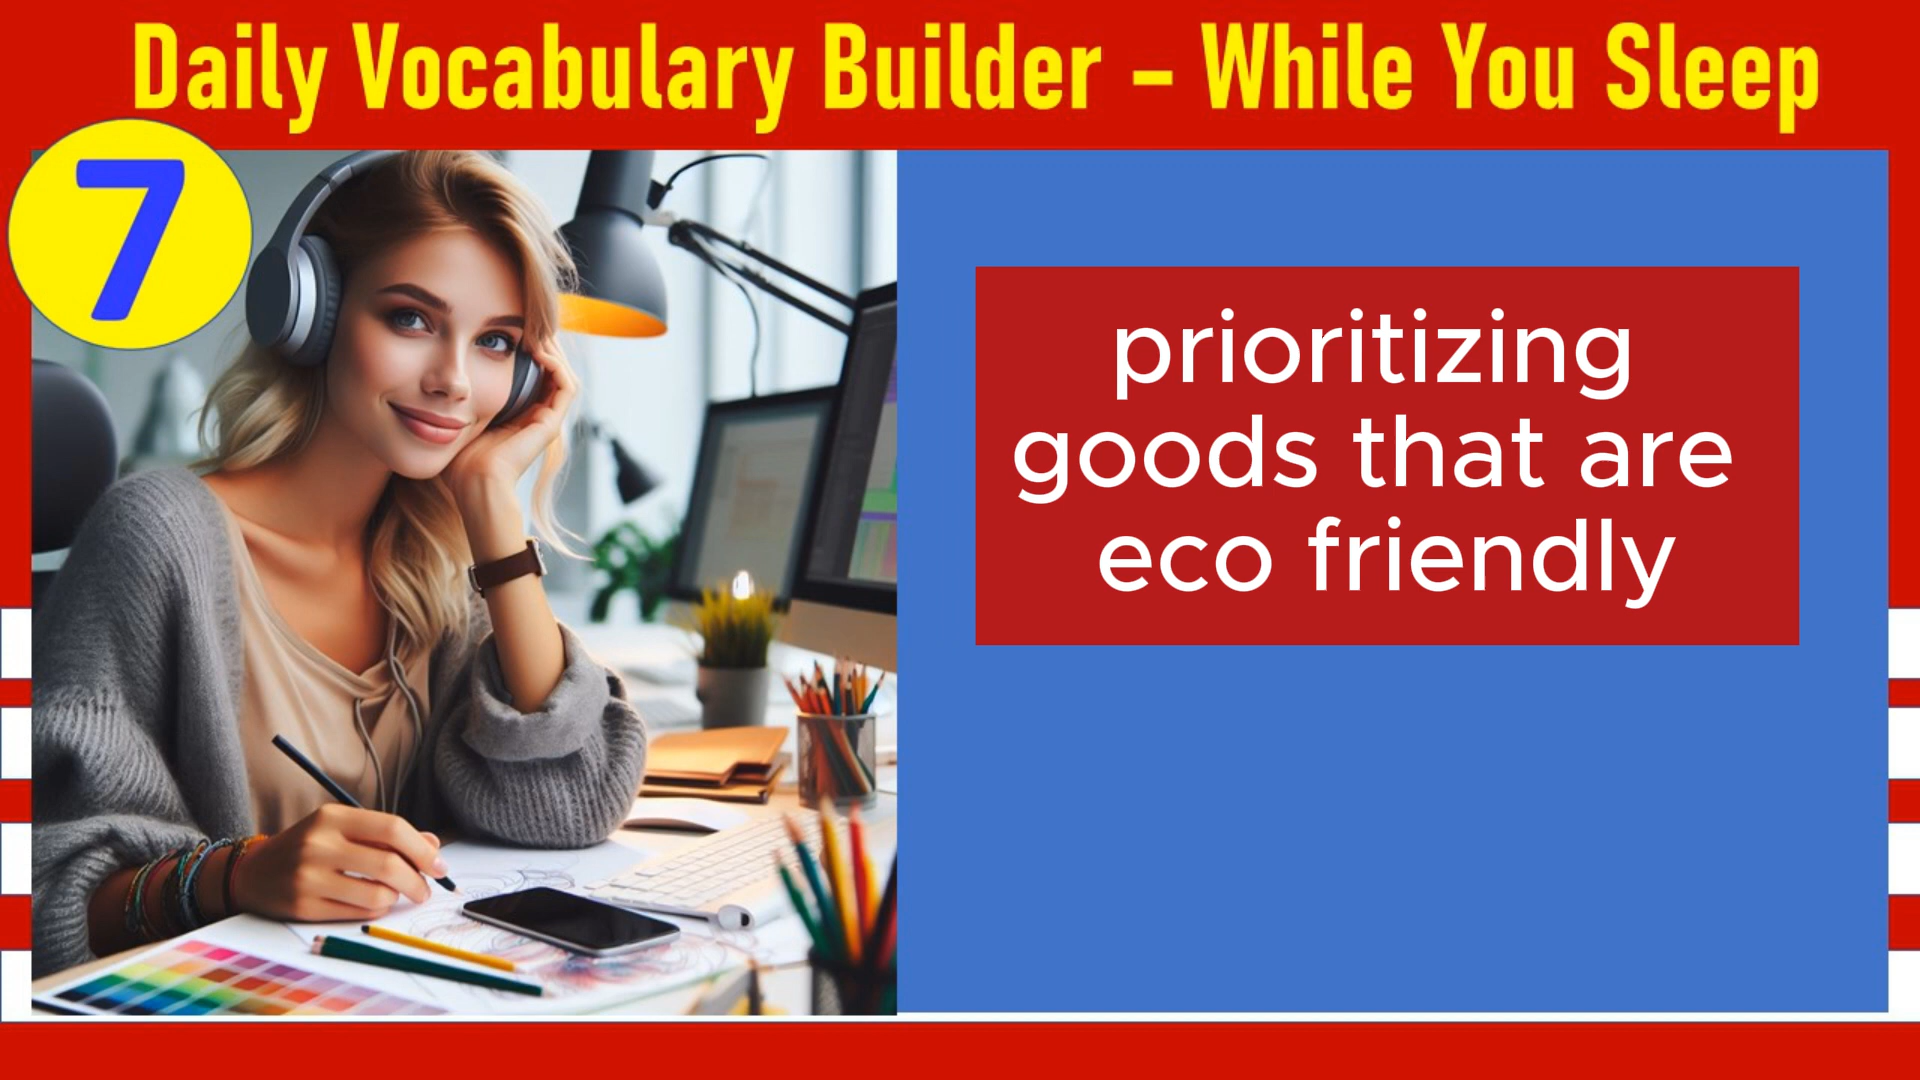 Daily Vocabulary Builder – While You Sleep
7
prioritizing
goods that are
eco friendly